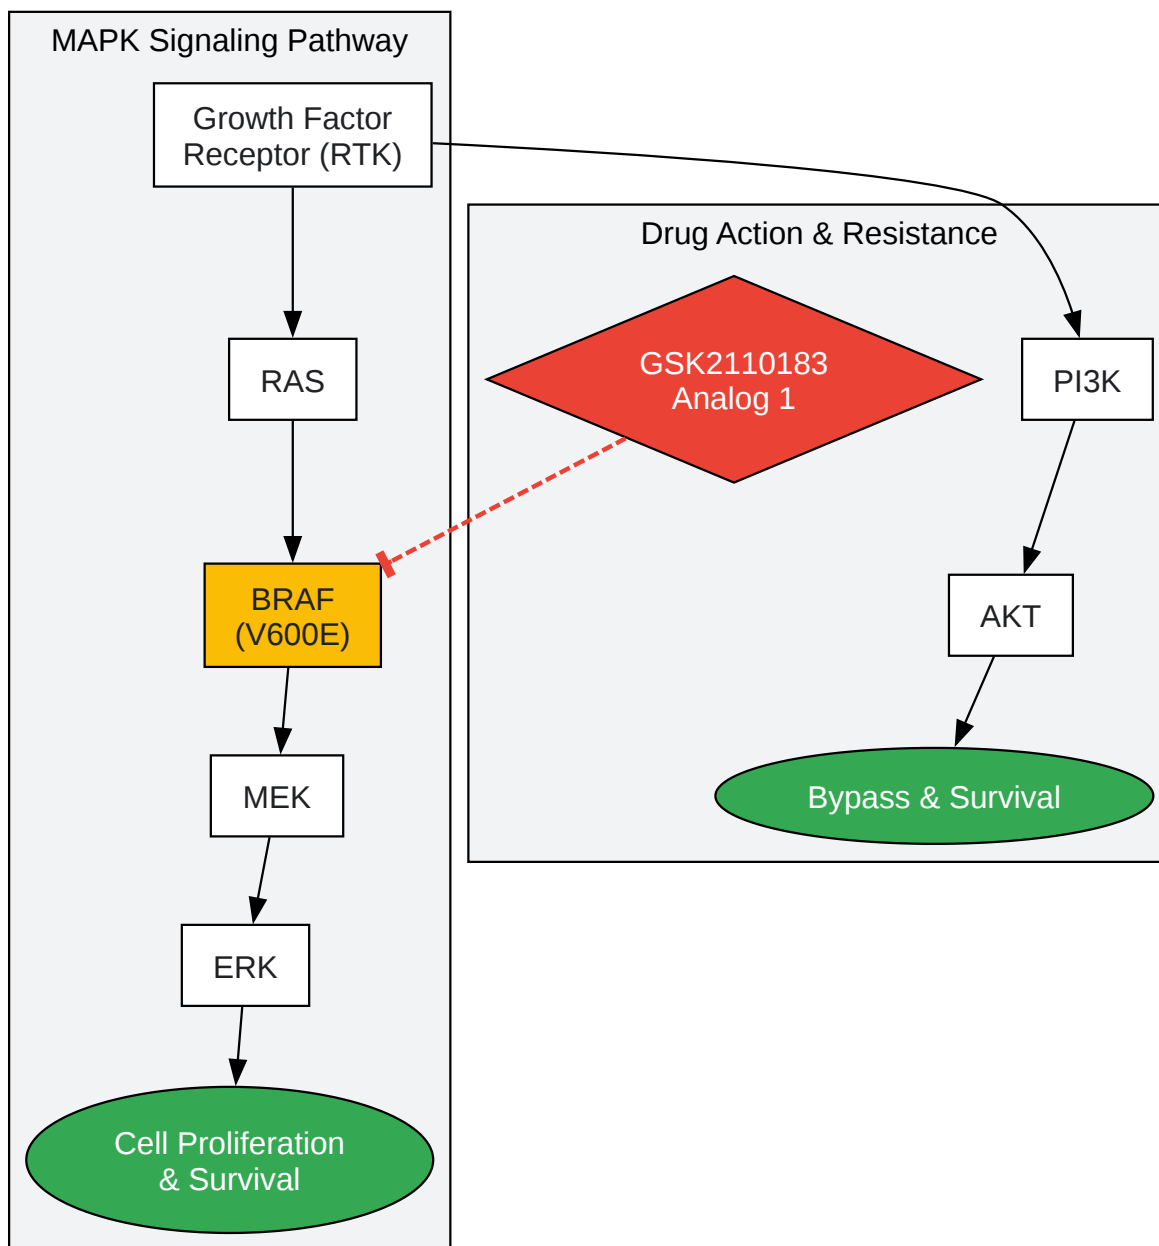 MAPK Signaling Pathway
Growth Factor
Receptor (RTK)
RAS
BRAF
(V600E)
MEK
ERK
Cell Proliferation
& Survival
Drug Action & Resistance
GSK2110183
Analog 1
PI3K
AKT
Bypass & Survival